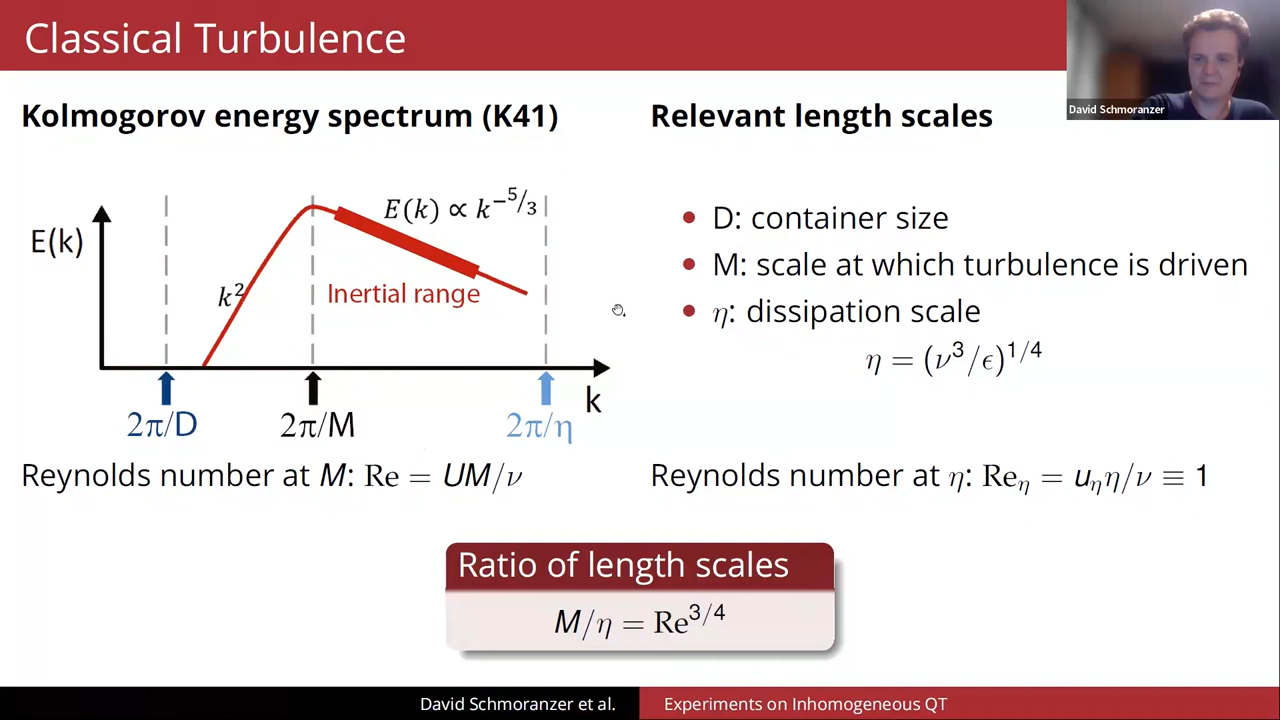 Classical Turbulence
David Schmoranzer
Kolmogorov energy spectrum (K41)
E(k)
k²
E(k) ∝ k^{−5/3}
Inertial range
k
2π/D
2π/M
2π/η
Reynolds number at M: Re = UM/ν
Relevant length scales
• D: container size
• M: scale at which turbulence is driven
• η: dissipation scale
η = (ν³/ϵ)^{1/4}
Reynolds number at η: Re_η = u_η η/ν ≡ 1
Ratio of length scales
M/η = Re^{3/4}
David Schmoranzer et al.
Experiments on Inhomogeneous QT